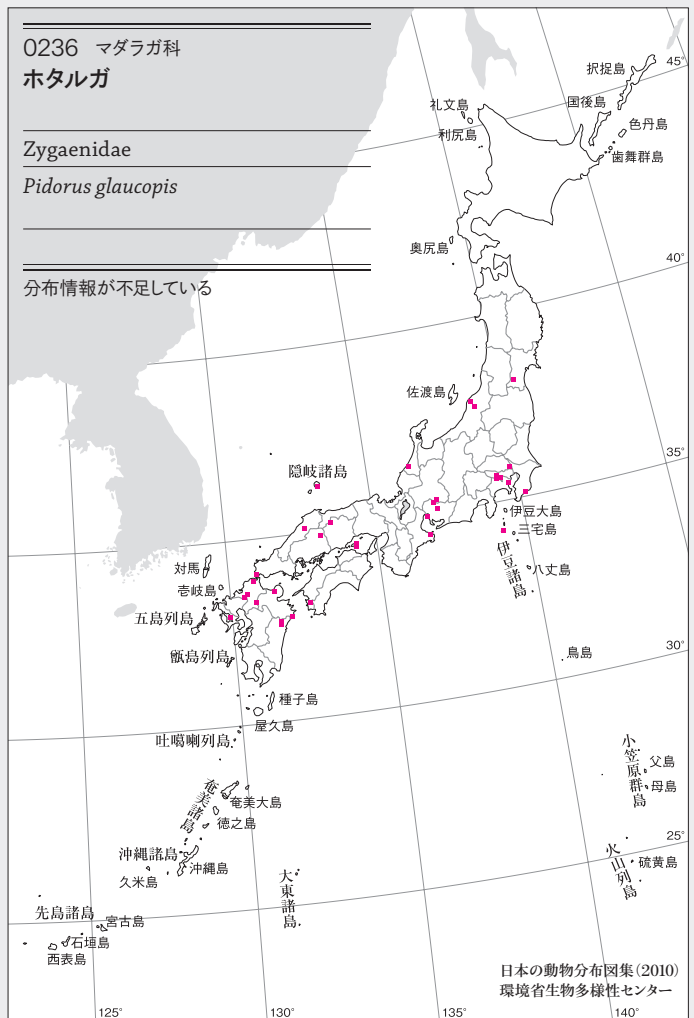 0236 マダラガ科
ホタルガ
Zygaenidae
Pidorus glaucopis
分布情報が不足している
択捉島
45°
礼文島
国後島
利尻島
色丹島
歯舞群島
奥尻島
40°
佐渡島
35°
隠岐諸島
伊豆大島
三宅島
伊豆諸島
八丈島
対馬
壱岐島
五島列島
甑島列島
鳥島
30°
種子島
屋久島
吐噶喇列島
小笠原群島
父島
母島
奄美諸島
奄美大島
徳之島
25°
沖縄諸島
沖縄島
久米島
火山列島
硫黄島
大東諸島
先島諸島
宮古島
石垣島
西表島
日本の動物分布図集(2010)
環境省生物多様性センター
125°
130°
135°
140°